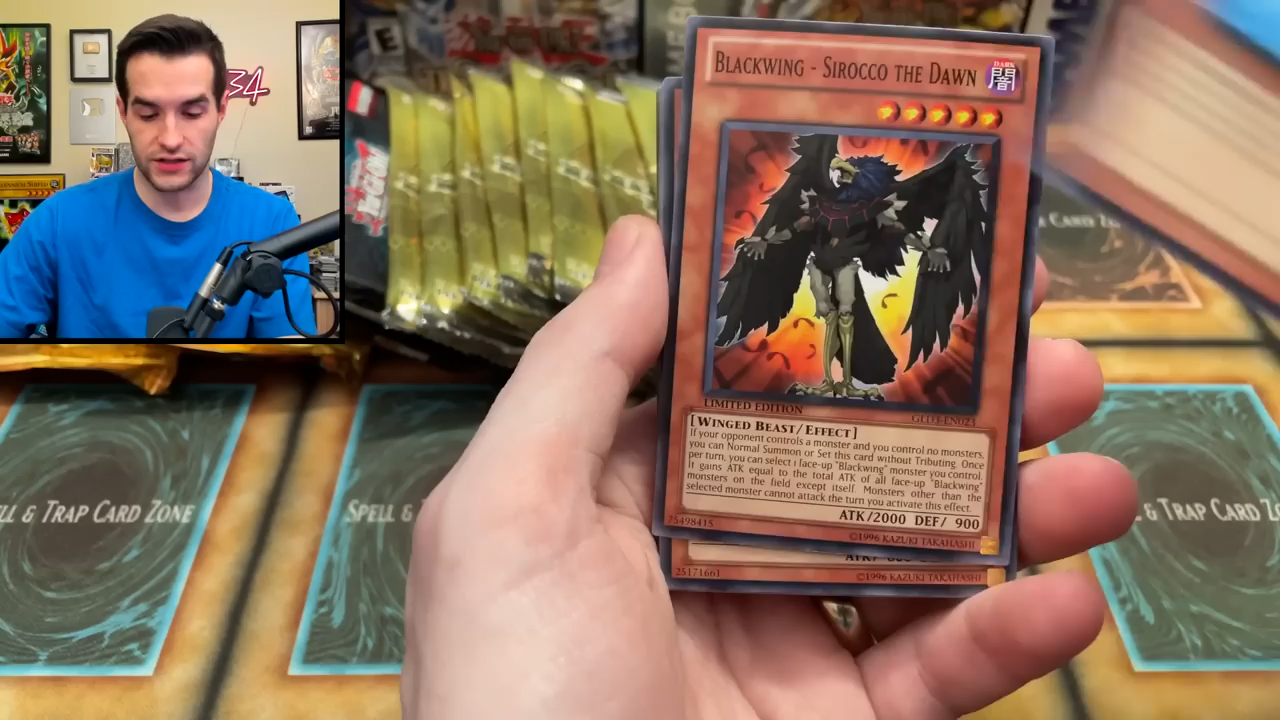 34
BLACKWING - SIROCCO THE DAWN
DARK
闇
LIMITED EDITION
GLD3-EN023
[WINGED BEAST/EFFECT]
If your opponent controls a monster and you control no monsters,
you can Normal Summon or Set this card without Tributing. Once
per turn, you can select 1 face-up "Blackwing" monster you control.
It gains ATK equal to the total ATK of all face-up "Blackwing"
monsters on the field except itself. Monsters other than the
selected monster cannot attack the turn you activate this effect.
ATK/2000 DEF/ 900
75498415
©1996 KAZUKI TAKAHASHI
25171661
©1996 KAZUKI TAKAHASHI
CARD
LL & TRAP CARD ZONE
SPELL &
& TRAP CARD